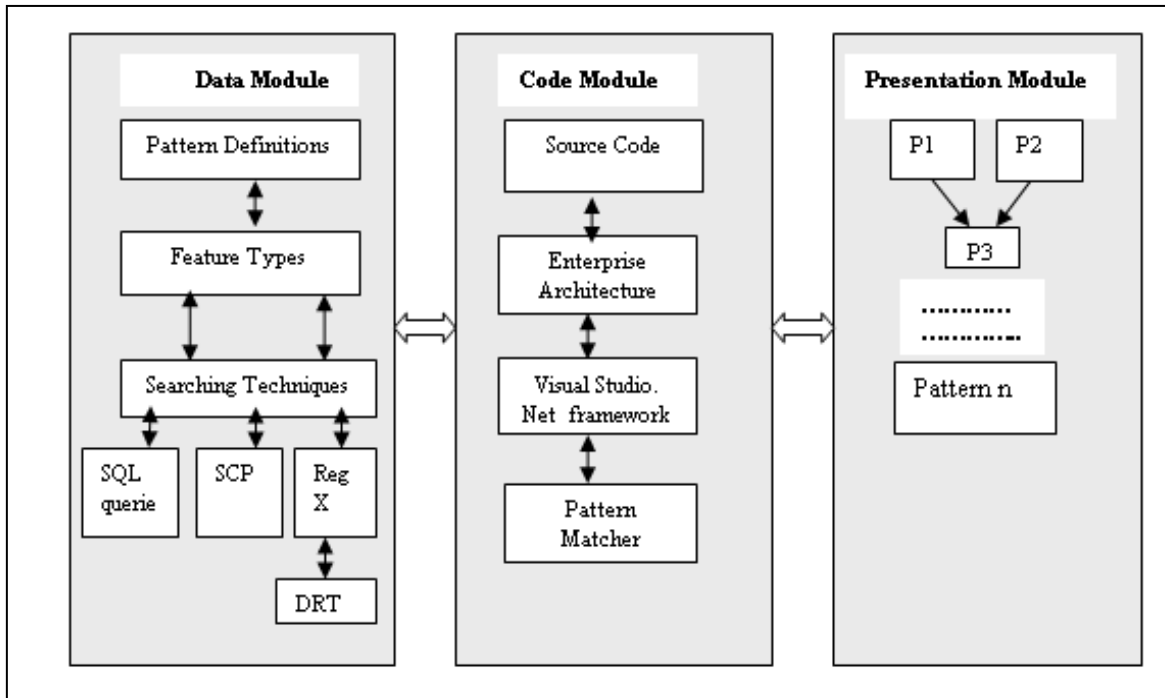 Data Module
Pattern Definitions
Feature Types
Searching Techniques
SQL
querie
SCP
Reg
X
DRT
Code Module
Source Code
Enterprise
Architecture
Visual Studio.
Net framework
Pattern
Matcher
Presentation Module
P1
P2
P3
............
.............
Pattern n